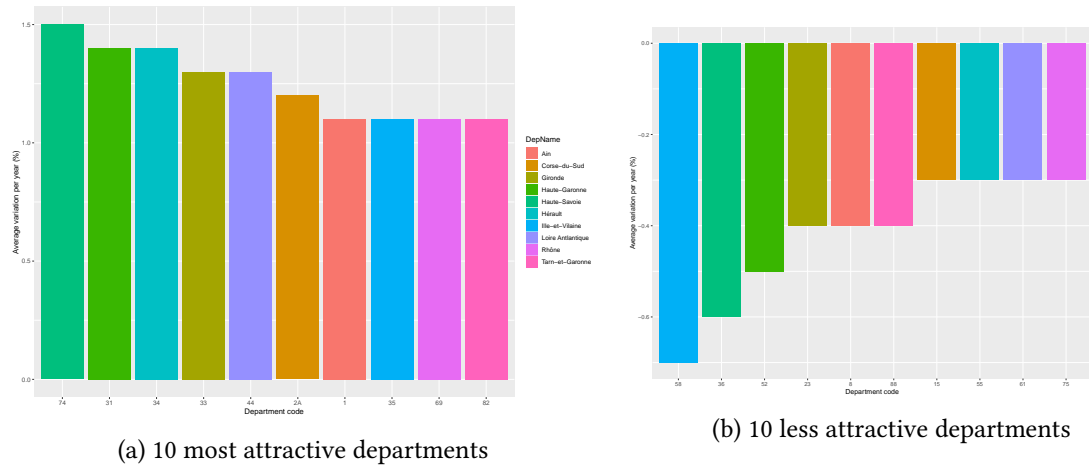 1.5
1.0
0.5
0.0
Average variation per year (%)
74 31 34 33 44 2A 1 35 69 82
Department code
DepName
Ain
Corse−du−Sud
Gironde
Haute−Garonne
Haute−Savoie
Hérault
Ille−et−Vilaine
Loire Antlantique
Rhône
Tarn−et−Garonne
(a) 10 most attractive departments
0.0
−0.2
−0.4
−0.6
Average variation per year (%)
58 36 52 23 8 88 15 55 61 75
Department code
(b) 10 less attractive departments